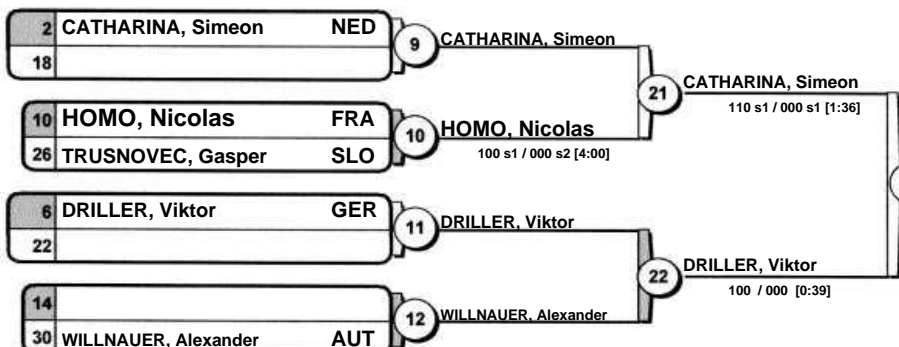 2 CATHARINA, Simeon NED
18
9 CATHARINA, Simeon
10 HOMO, Nicolas FRA
26 TRUSNOVEC, Gasper SLO
10 HOMO, Nicolas
100 s1 / 000 s2 [4:00]
21 CATHARINA, Simeon
110 s1 / 000 s1 [1:36]
6 DRILLER, Viktor GER
22
11 DRILLER, Viktor
14
30 WILLNAUER, Alexander AUT
12 WILLNAUER, Alexander
22 DRILLER, Viktor
100 / 000 [0:39]